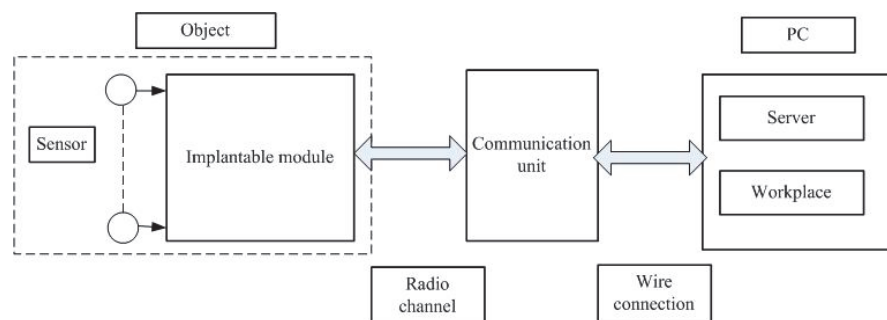 Object
PC
Sensor
Implantable module
Communication
unit
Server
Workplace
Radio
channel
Wire
connection